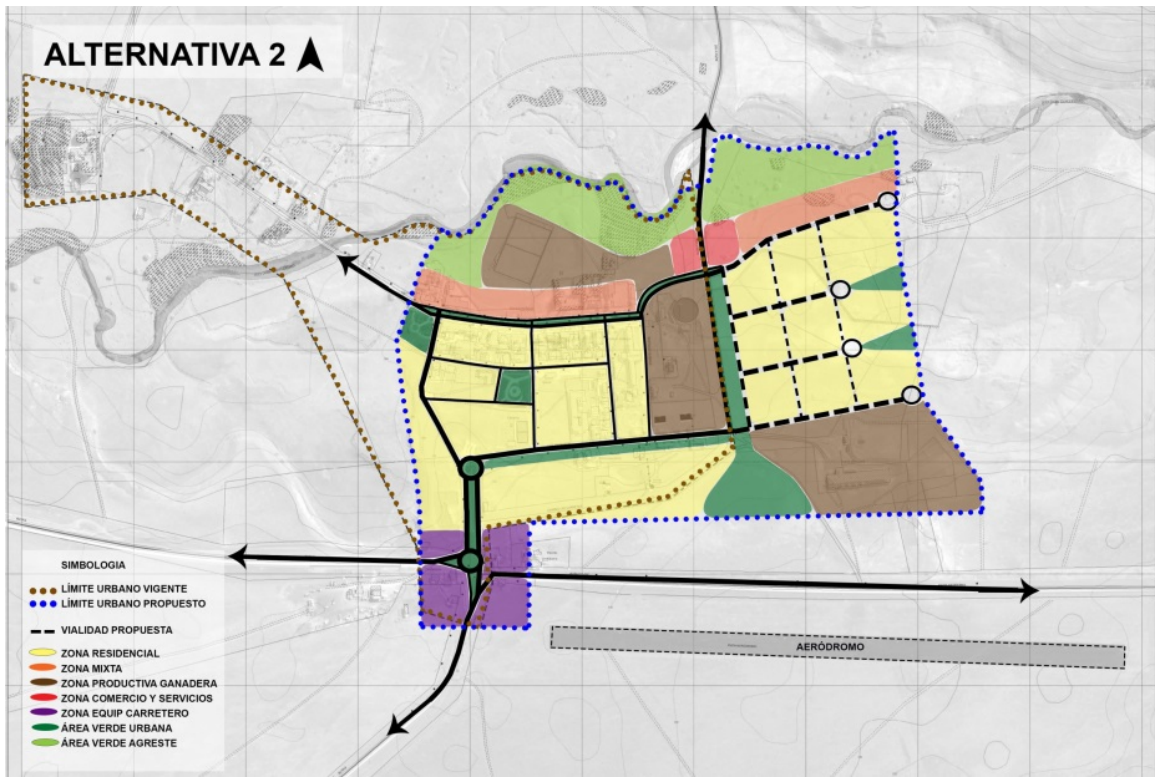 ALTERNATIVA 2
SIMBOLOGIA
LÍMITE URBANO VIGENTE
LÍMITE URBANO PROPUESTO
VIALIDAD PROPUESTA
ZONA RESIDENCIAL
ZONA MIXTA
ZONA PRODUCTIVA GANADERA
ZONA COMERCIO Y SERVICIOS
ZONA EQUIP CARRETERO
ÁREA VERDE URBANA
ÁREA VERDE AGRESTE
AERÓDROMO